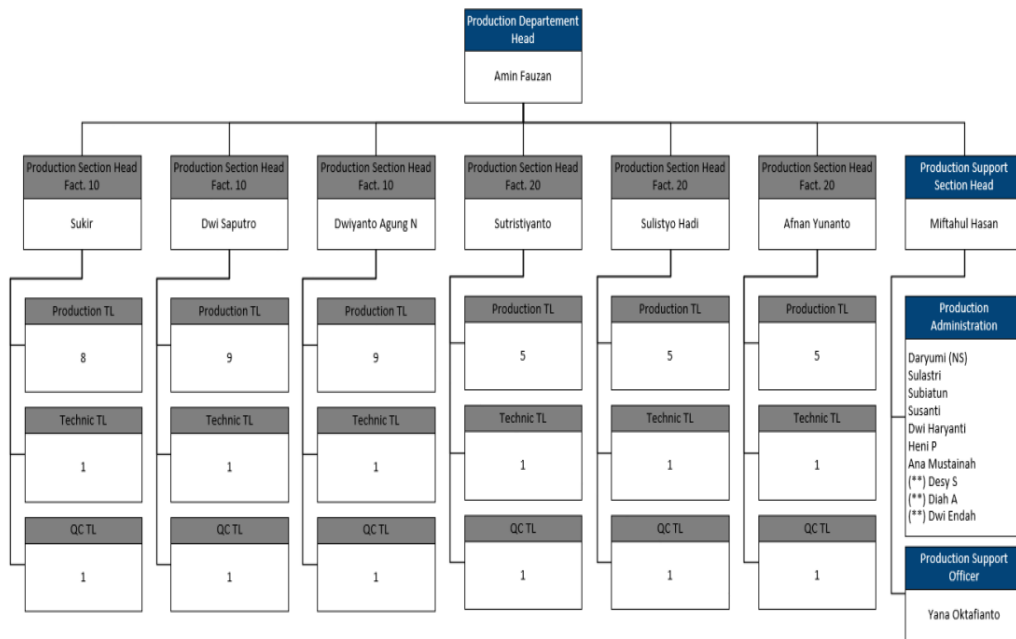 Production Departement
Head
Amin Fauzan
Production Section Head
Fact. 10
Sukir
Production Section Head
Fact. 10
Dwi Saputro
Production Section Head
Fact. 10
Dwiyanto Agung N
Production Section Head
Fact. 20
Sutristiyanto
Production Section Head
Fact. 20
Sulistyo Hadi
Production Section Head
Fact. 20
Afnan Yunanto
Production Support
Section Head
Miftahul Hasan
Production TL
8
Production TL
9
Production TL
9
Production TL
5
Production TL
5
Production TL
5
Technic TL
1
Technic TL
1
Technic TL
1
Technic TL
1
Technic TL
1
Technic TL
1
QC TL
1
QC TL
1
QC TL
1
QC TL
1
QC TL
1
QC TL
1
Production
Administration
Daryumi (NS)
Sulastri
Subiatun
Susanti
Dwi Haryanti
Heni P
Ana Mustainah
(**) Desy S
(**) Diah A
(**) Dwi Endah
Production Support
Officer
Yana Oktafianto